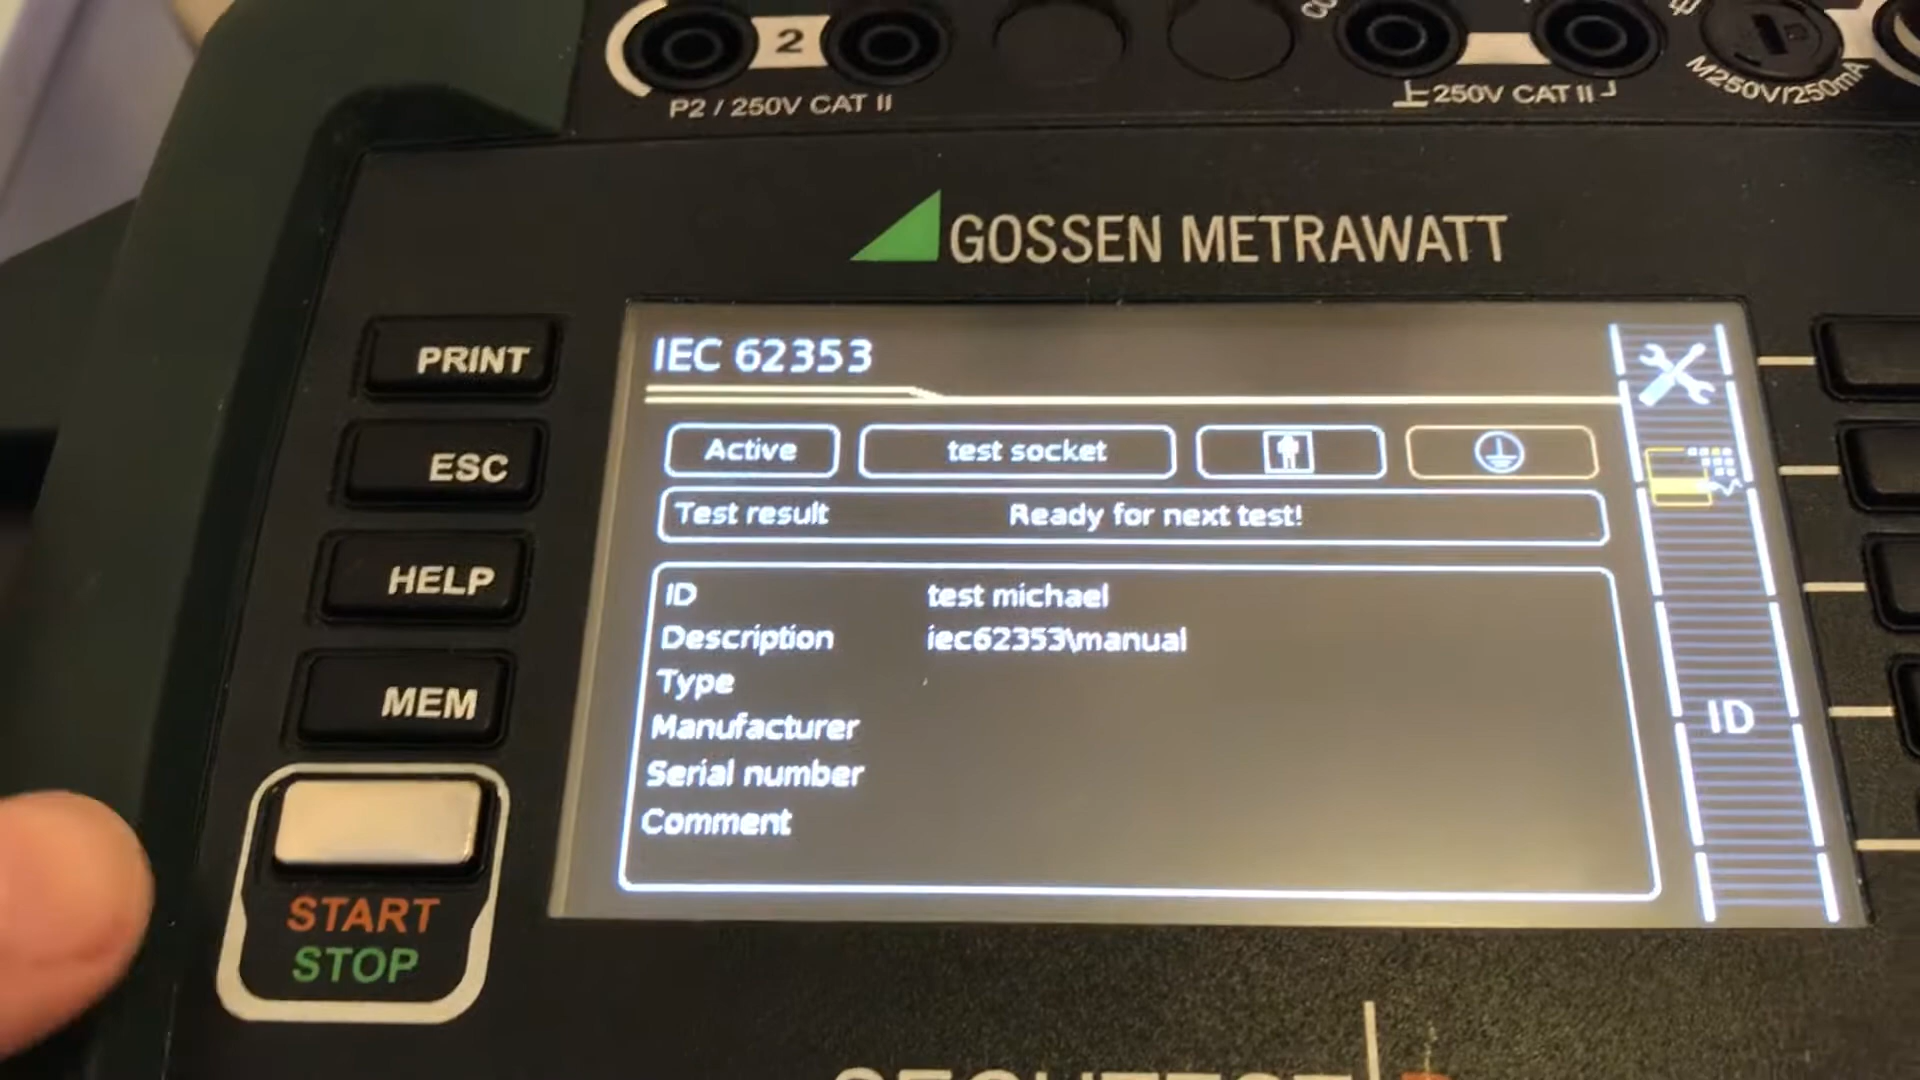 2
P2 / 250V CAT II
250V CAT II
M250V/250mA
GOSSEN METRAWATT
PRINT
ESC
HELP
MEM
START
STOP
IEC 62353
Active
test socket
Test result Ready for next test!
ID test michael
Description iec62353\manual
Type
Manufacturer
Serial number
Comment
ID